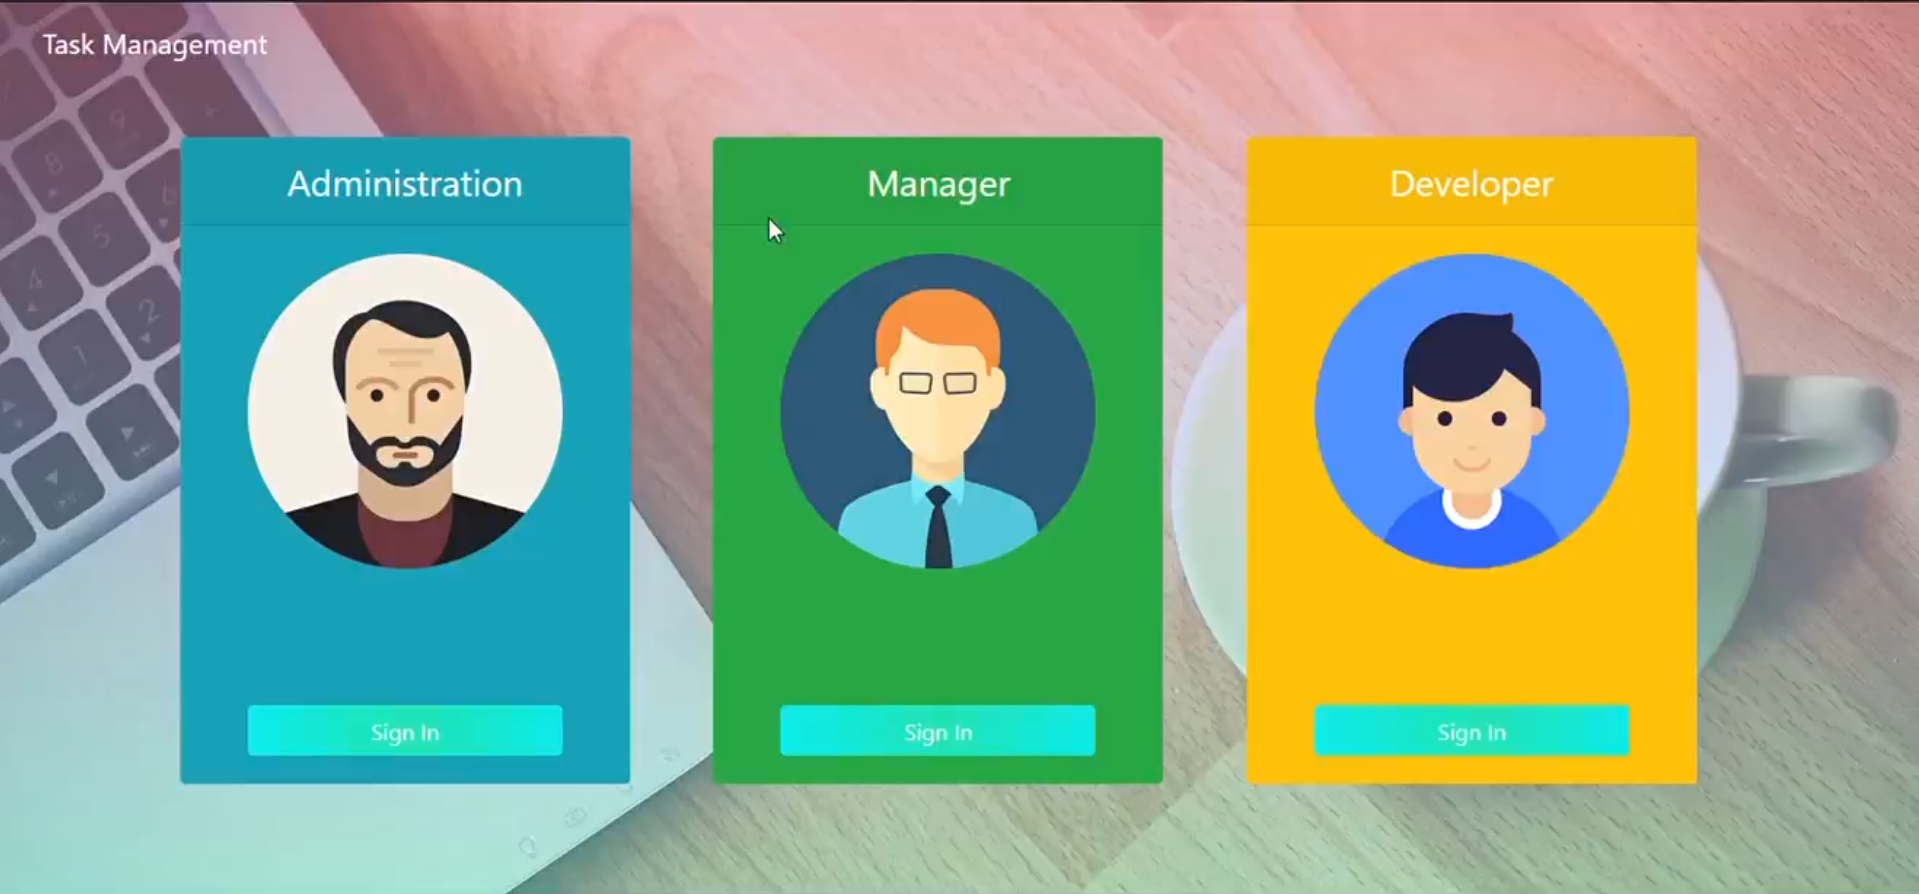 Task Management
Administration
Manager
Developer
Sign In
Sign In
Sign In